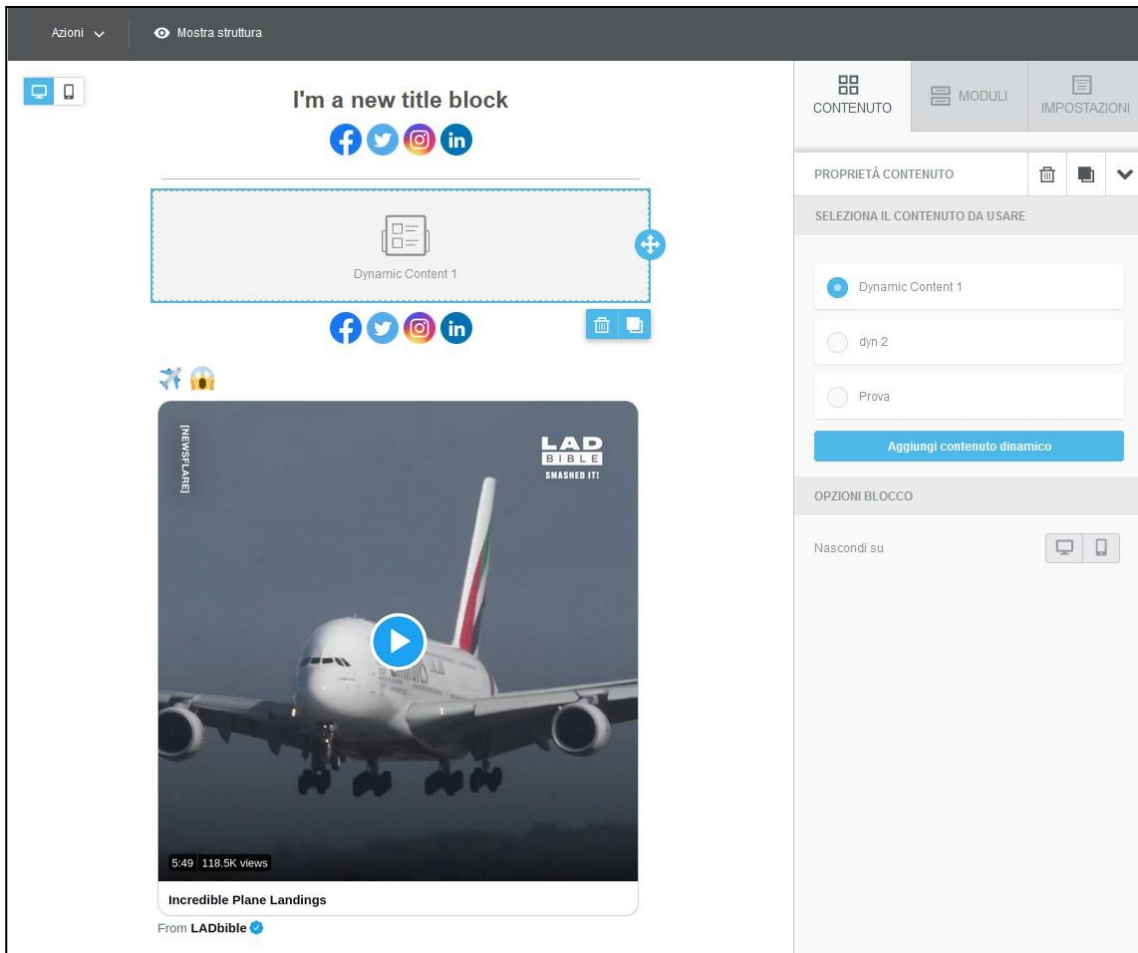 Azioni
Mostra struttura
I'm a new title block
Dynamic Content 1
[NEWSFLARE]
LAD
BIBLE
SMASHED IT!
Emirates
5:49 118.5K views
Incredible Plane Landings
From LADbible
CONTENUTO
MODULI
IMPOSTAZIONI
PROPRIETÀ CONTENUTO
SELEZIONA IL CONTENUTO DA USARE
Dynamic Content 1
dyn 2
Prova
Aggiungi contenuto dinamico
OPZIONI BLOCCO
Nascondi su